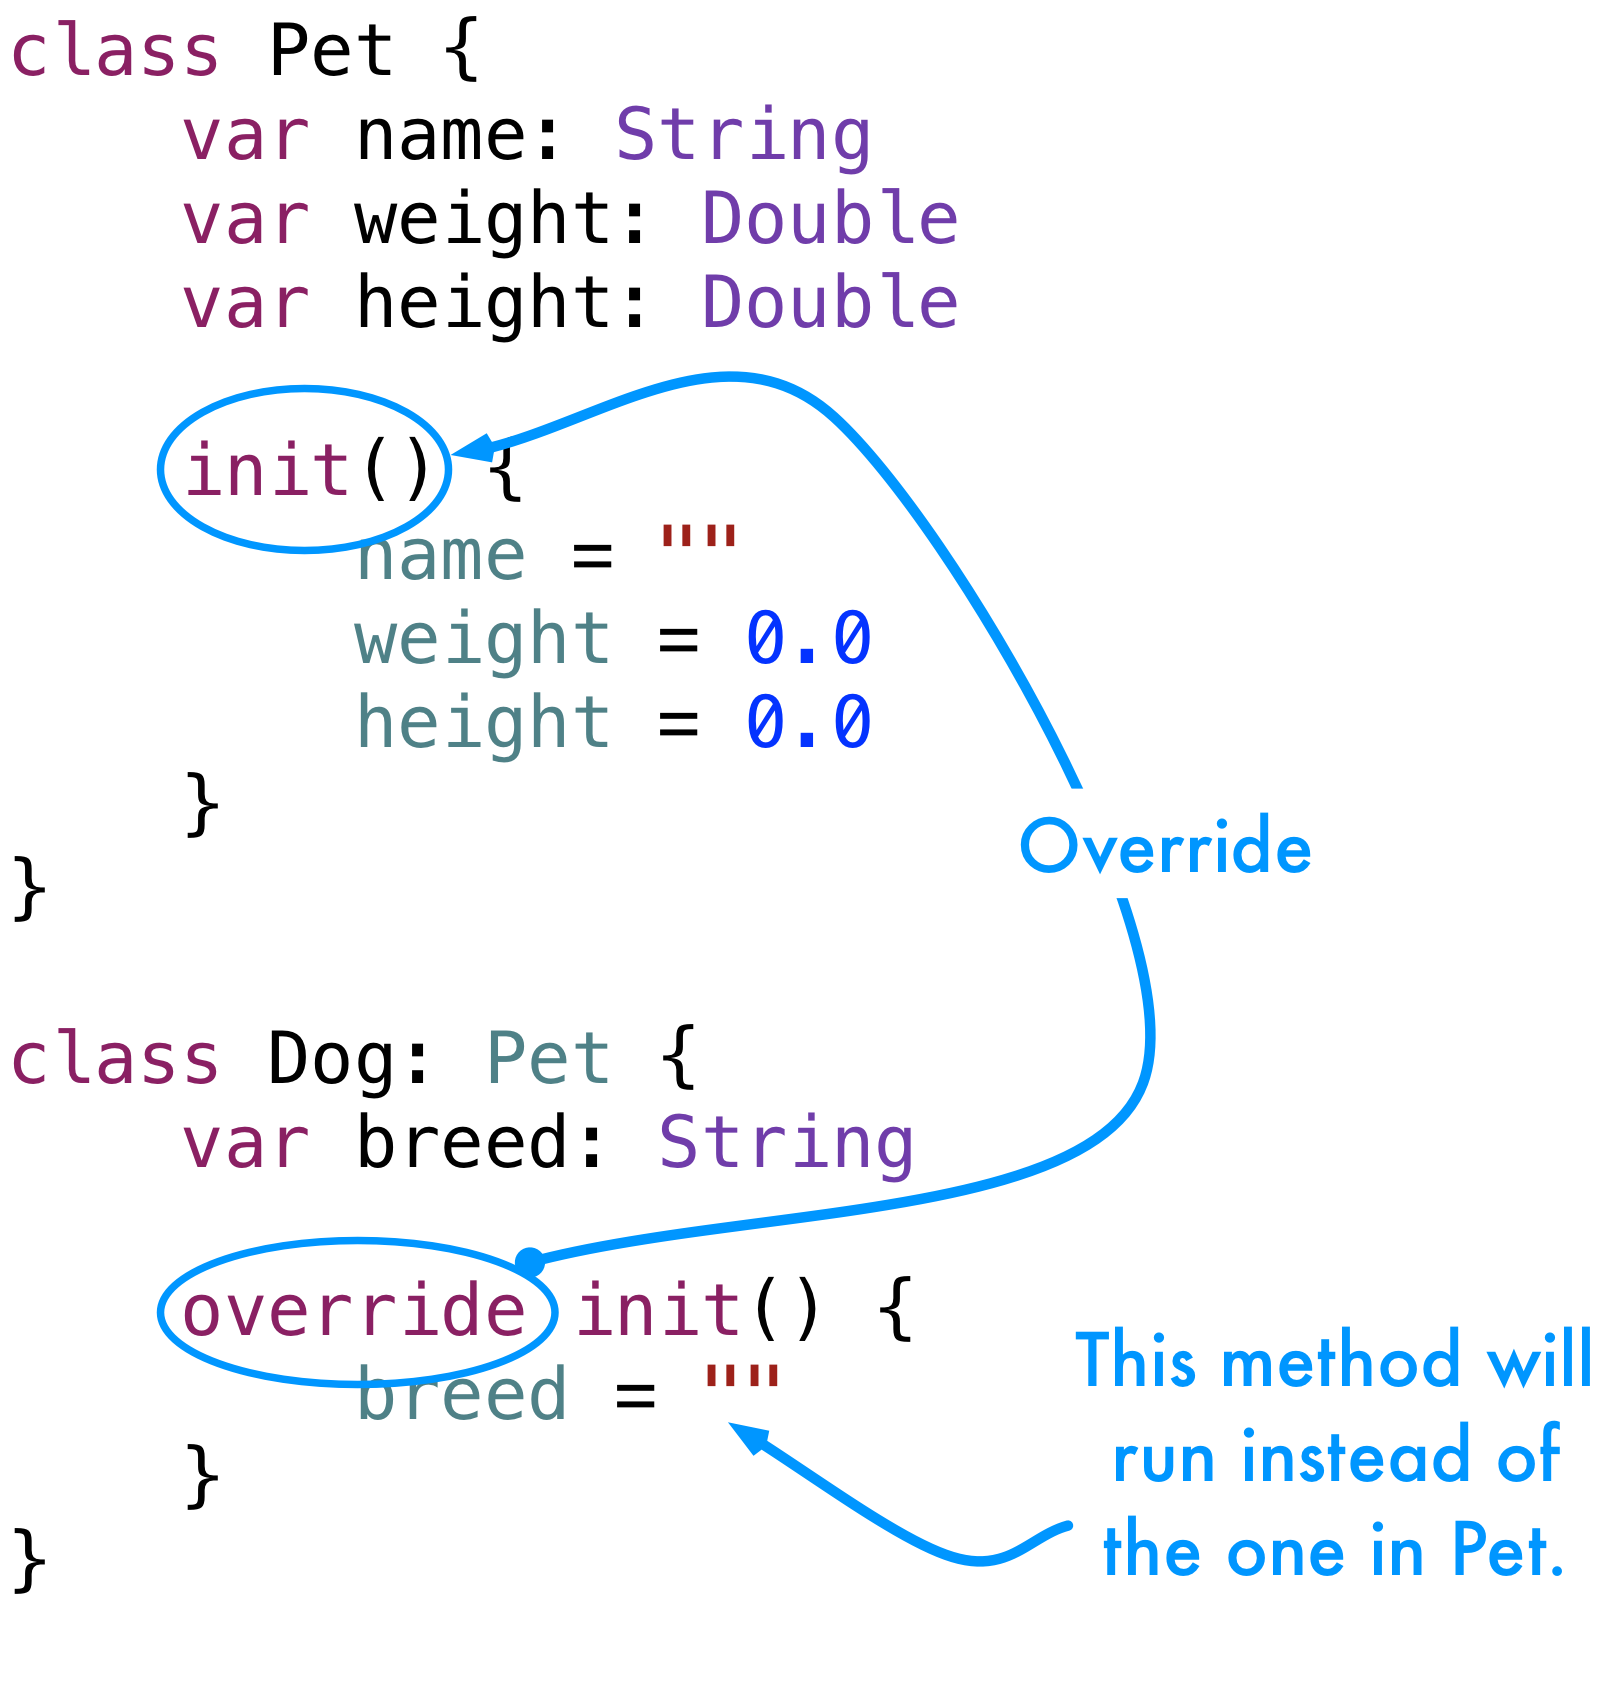 class Pet {
    var name: String
    var weight: Double
    var height: Double
    init() {
        name = ""
        weight = 0.0
        height = 0.0
    }
}
Override
class Dog: Pet {
    var breed: String
    override init() {
        breed = ""
    }
}
This method will
run instead of
the one in Pet.